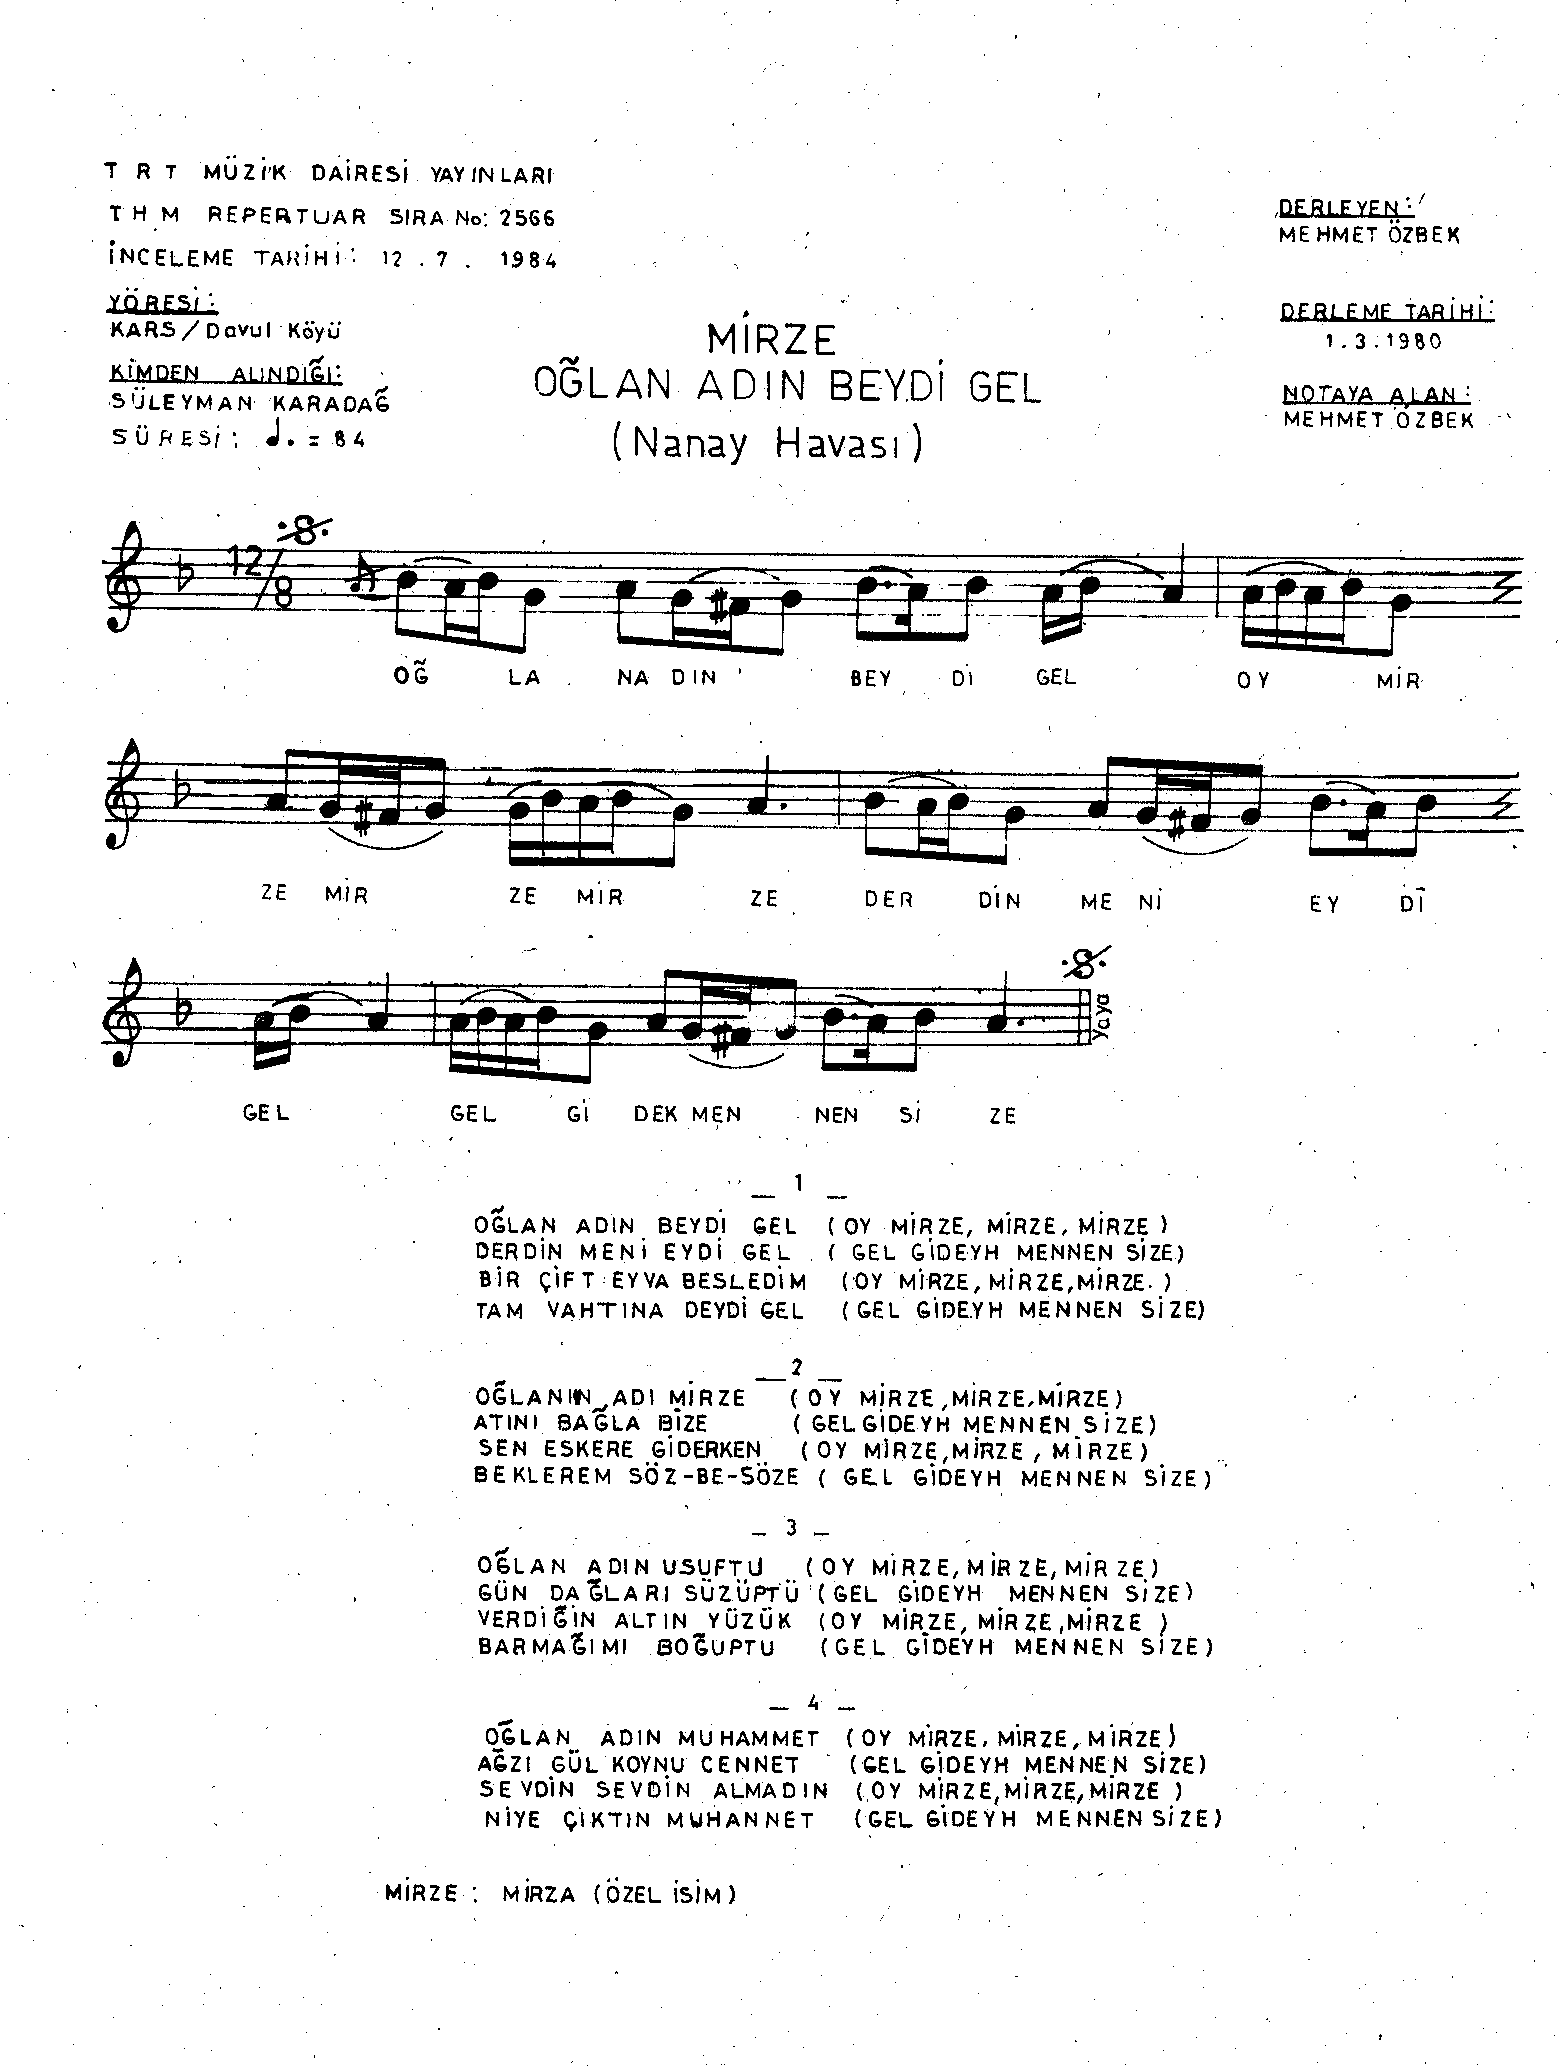 T R T MÜZİK DAİRESİ YAYINLARI
T H M REPERTUAR SIRA No: 2566
İNCELEME TARİHİ: 12 . 7 . 1984
DERLEYEN:
MEHMET ÖZBEK
YÖRESİ:
KARS/Davul Köyü
DERLEME TARİHİ:
1.3.1980
KİMDEN ALINDIĞI:
SÜLEYMAN KARADAĞ
SÜRESİ: 𝅗𝅥. = 84
NOTAYA ALAN:
MEHMET ÖZBEK
MİRZE
OĞLAN ADIN BEYDİ GEL
(Nanay Havası)
12/8
OĞ LA NA DIN BEY Dİ GEL OY MİR
ZE MİR ZE MİR ZE DER DİN ME Nİ EY Dİ
Yaya
GEL GEL Gİ DEK MEN NEN Sİ ZE
_ 1 _
OĞLAN ADIN BEYDİ GEL (OY MİRZE, MİRZE, MİRZE)
DERDİN MENİ EYDİ GEL (GEL GİDEYH MENNEN SİZE)
BİR ÇİFT EYVA BESLEDİM (OY MİRZE, MİRZE, MİRZE.)
TAM VAHTINA DEYDİ GEL (GEL GİDEYH MENNEN SİZE)
_ 2 _
OĞLANIN ADI MİRZE (OY MİRZE, MİRZE, MİRZE)
ATINI BAĞLA BİZE (GEL GİDEYH MENNEN SİZE)
SEN ESKERE GİDERKEN (OY MİRZE, MİRZE, MİRZE)
BEKLEREM SÖZ-BE-SÖZE (GEL GİDEYH MENNEN SİZE)
_ 3 _
OĞLAN ADIN USUFTU (OY MİRZE, MİRZE, MİRZE)
GÜN DAĞLARI SÜZÜPTÜ (GEL GİDEYH MENNEN SİZE)
VERDİĞİN ALTIN YÜZÜK (OY MİRZE, MİRZE, MİRZE)
BARMAĞIMI BOĞUPTU (GEL GİDEYH MENNEN SİZE)
_ 4 _
OĞLAN ADIN MUHAMMET (OY MİRZE, MİRZE, MİRZE)
AĞZI GÜL KOYNU CENNET (GEL GİDEYH MENNEN SİZE)
SEVDİN SEVDİN ALMADIN (OY MİRZE, MİRZE, MİRZE)
NİYE ÇIKTIN MUHANNET (GEL GİDEYH MENNEN SİZE)
MİRZE: MİRZA (ÖZEL İSİM)